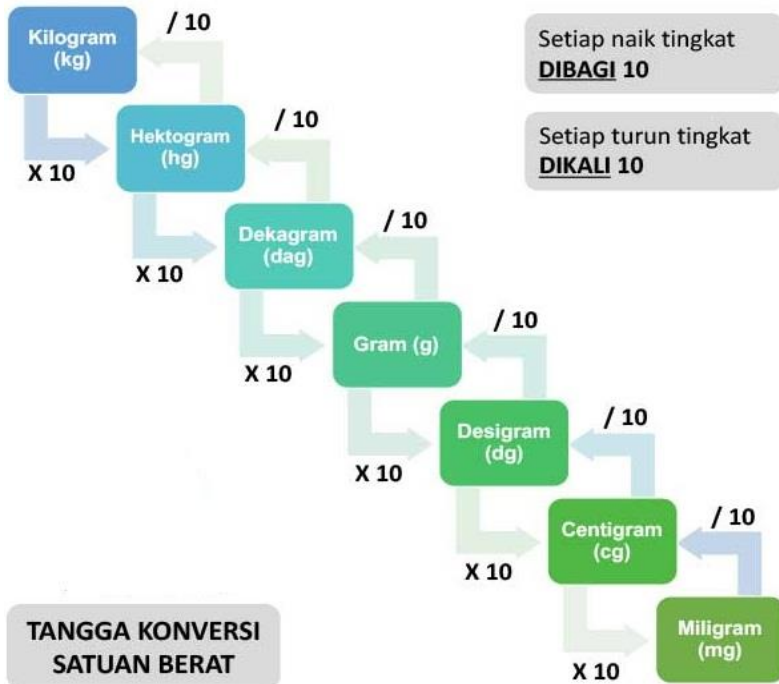 Kilogram
(kg)
/ 10
Setiap naik tingkat
DIBAGI 10
X 10
Hektogram
(hg)
/ 10
Setiap turun tingkat
DIKALI 10
X 10
Dekagram
(dag)
/ 10
X 10
Gram (g)
/ 10
X 10
Desigram
(dg)
/ 10
X 10
Centigram
(cg)
/ 10
X 10
Miligram
(mg)
TANGGA KONVERSI
SATUAN BERAT